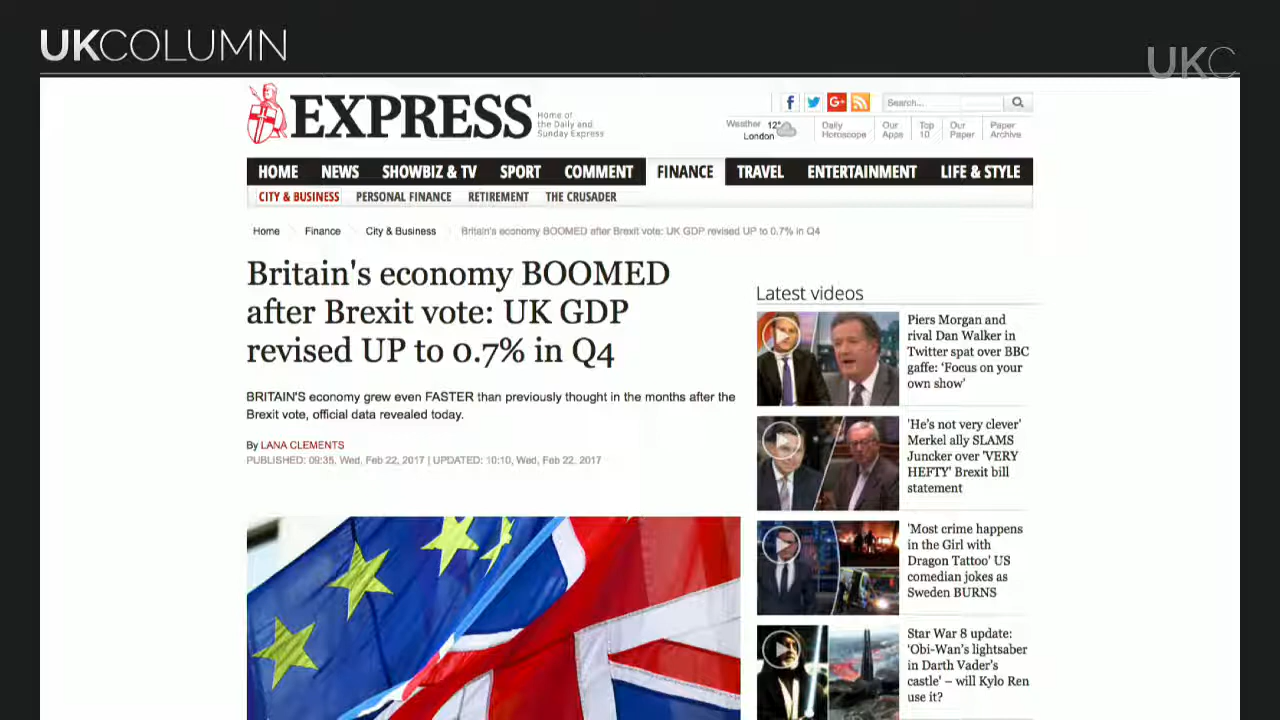 UKCOLUMN
UKC
EXPRESS
Home of
the Daily and
Sunday Express
Search...
Weather 12°
London
Daily
Horoscope
Our
Apps
Top
10
Our
Paper
Paper
Archive
HOME NEWS SHOWBIZ & TV SPORT COMMENT FINANCE TRAVEL ENTERTAINMENT LIFE & STYLE
CITY & BUSINESS PERSONAL FINANCE RETIREMENT THE CRUSADER
Home Finance City & Business Britain's economy BOOMED after Brexit vote: UK GDP revised UP to 0.7% in Q4
Britain's economy BOOMED
after Brexit vote: UK GDP
revised UP to 0.7% in Q4
BRITAIN'S economy grew even FASTER than previously thought in the months after the
Brexit vote, official data revealed today.
By LANA CLEMENTS
PUBLISHED: 09:35, Wed, Feb 22, 2017 | UPDATED: 10:10, Wed, Feb 22, 2017
Latest videos
Piers Morgan and
rival Dan Walker in
Twitter spat over BBC
gaffe: ‘Focus on your
own show’
'He’s not very clever’
Merkel ally SLAMS
Juncker over 'VERY
HEFTY' Brexit bill
statement
'Most crime happens
in the Girl with
Dragon Tattoo' US
comedian jokes as
Sweden BURNS
Star War 8 update:
'Obi-Wan’s lightsaber
in Darth Vader’s
castle' – will Kylo Ren
use it?